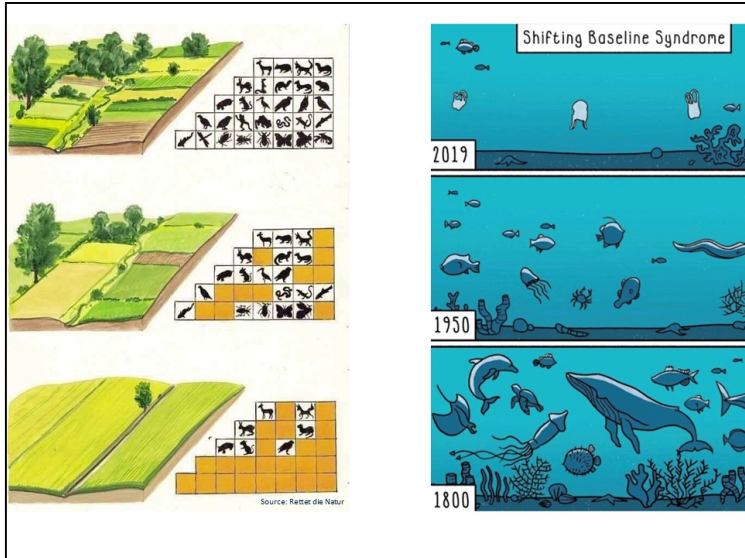 Shifting Baseline Syndrome
2019
1950
1800
Source: Rettet die Natur